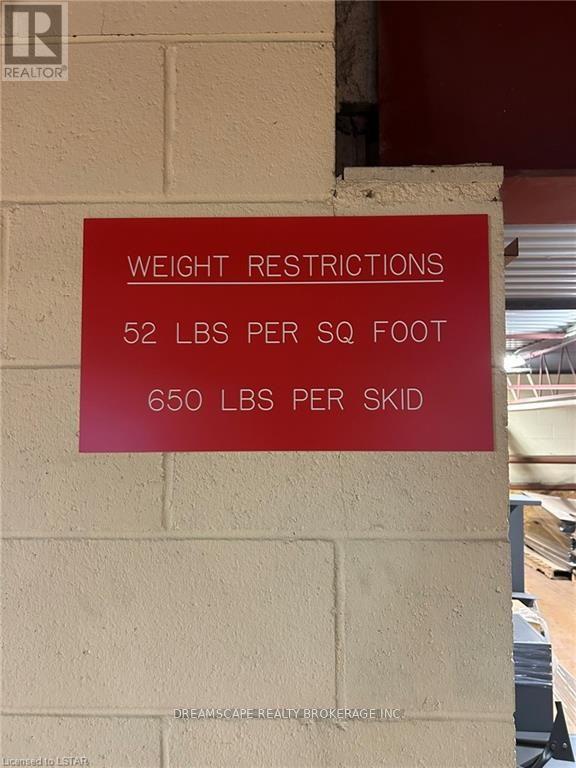 R
REALTOR®
WEIGHT RESTRICTIONS
52 LBS PER SQ FOOT
650 LBS PER SKID
DREAMSCAPE REALTY BROKERAGE INC.
Licensed to LSTAR